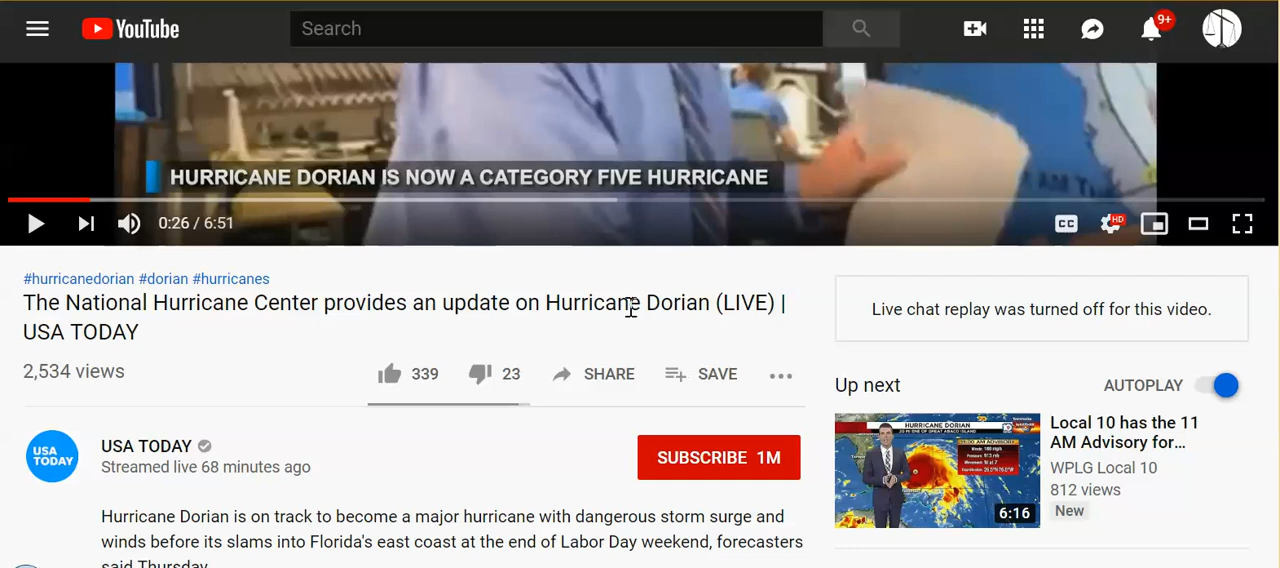 YouTube
Search
9+
HURRICANE DORIAN IS NOW A CATEGORY FIVE HURRICANE
0:26 / 6:51
CC
HD
#hurricanedorian #dorian #hurricanes
The National Hurricane Center provides an update on Hurricane Dorian (LIVE) |
USA TODAY
2,534 views
339
23
SHARE
SAVE
USA TODAY
USA TODAY
Streamed live 68 minutes ago
SUBSCRIBE 1M
Hurricane Dorian is on track to become a major hurricane with dangerous storm surge and
winds before its slams into Florida's east coast at the end of Labor Day weekend, forecasters
said Thursday
Live chat replay was turned off for this video.
Up next
AUTOPLAY
HURRICANE DORIAN
6:16
Local 10 has the 11
AM Advisory for...
WPLG Local 10
812 views
New